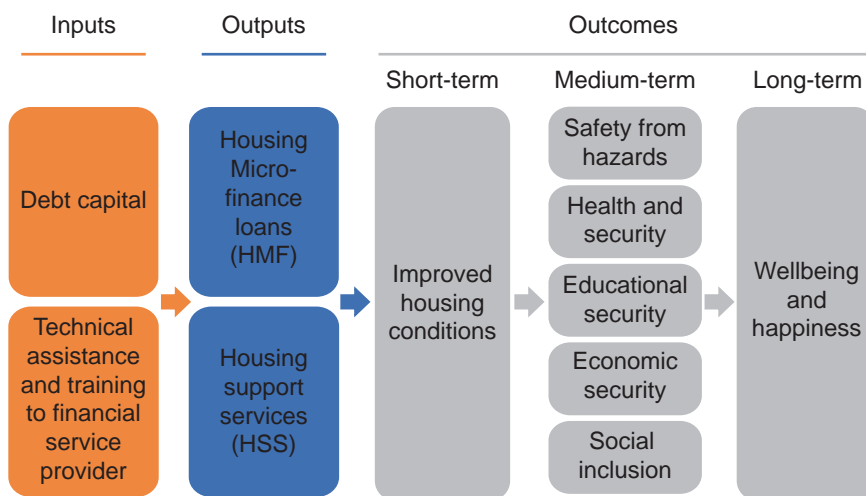 Inputs
Outputs
Outcomes
Short-term
Medium-term
Long-term
Debt capital
Technical
assistance
and training
to financial
service
provider
Housing
Micro-
finance
loans
(HMF)
Housing
support
services
(HSS)
Improved
housing
conditions
Safety from
hazards
Health and
security
Educational
security
Economic
security
Social
inclusion
Wellbeing
and
happiness